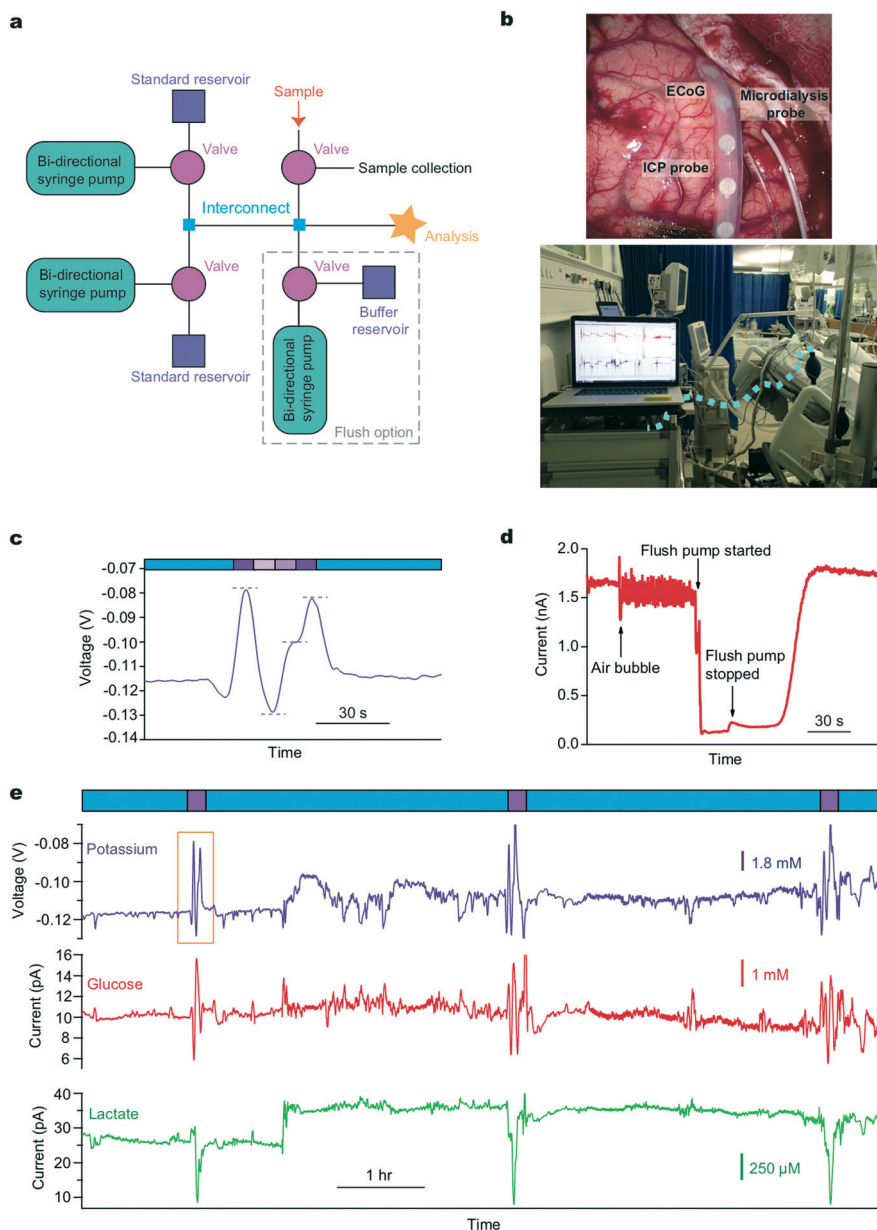 a
Standard reservoir
Sample
Valve
Valve
Bi-directional
syringe pump
Sample collection
Interconnect
Analysis
Bi-directional
syringe pump
Valve
Valve
Buffer
reservoir
Standard reservoir
Bi-directional
syringe pump
Flush option
b
ECoG
Microdialysis
probe
ICP probe
c
-0.07
-0.08
-0.09
-0.10
-0.11
-0.12
-0.13
-0.14
Voltage (V)
30 s
Time
d
2.0
1.5
1.0
0.5
0.0
Current (nA)
Flush pump started
Air bubble
Flush pump
stopped
30 s
Time
e
Potassium
-0.08
-0.10
-0.12
Voltage (V)
1.8 mM
Glucose
16
14
12
10
8
6
Current (pA)
1 mM
Lactate
40
30
20
10
Current (pA)
250 µM
1 hr
Time